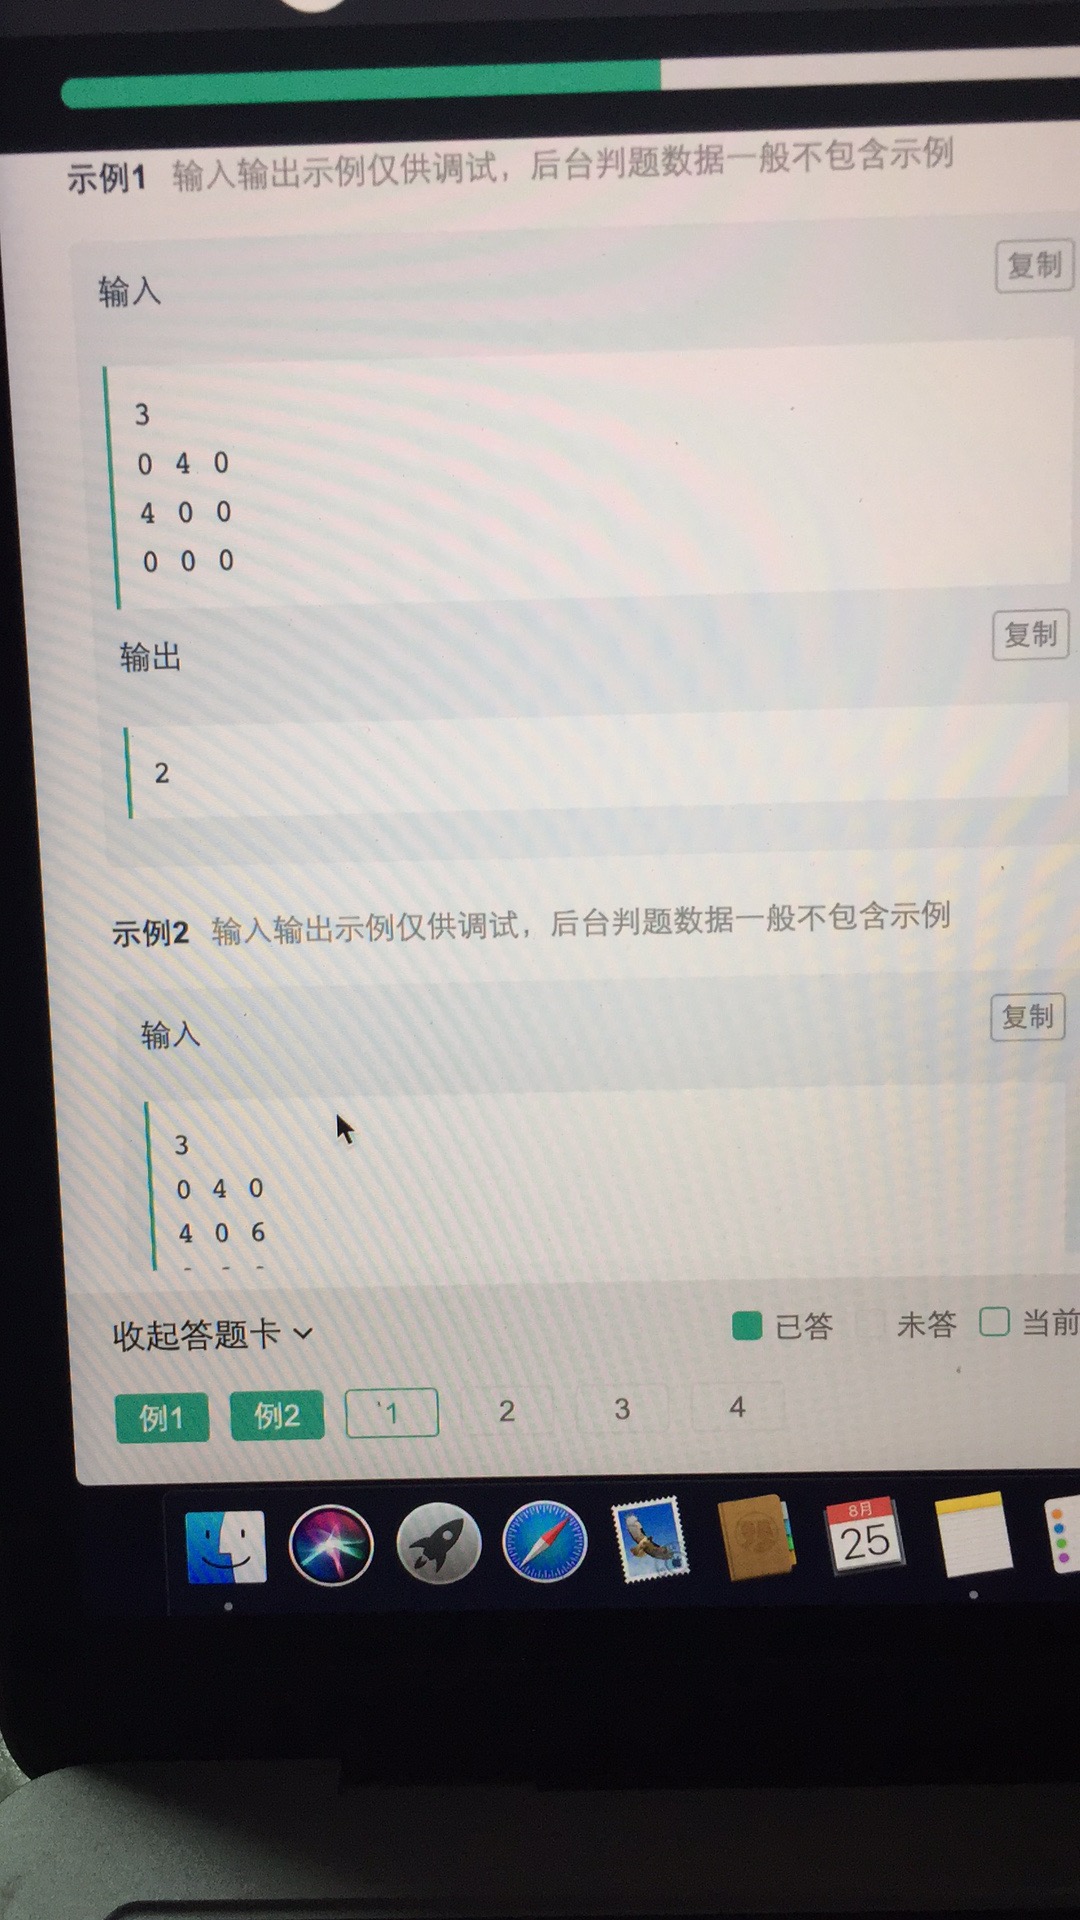 示例1 输入输出示例仅供调试，后台判题数据一般不包含示例
输入
复制
3
0 4 0
4 0 0
0 0 0
输出
复制
2
示例2 输入输出示例仅供调试，后台判题数据一般不包含示例
输入
复制
3
0 4 0
4 0 6
收起答题卡
已答 未答 当前
例1 例2 1 2 3 4
8月
25